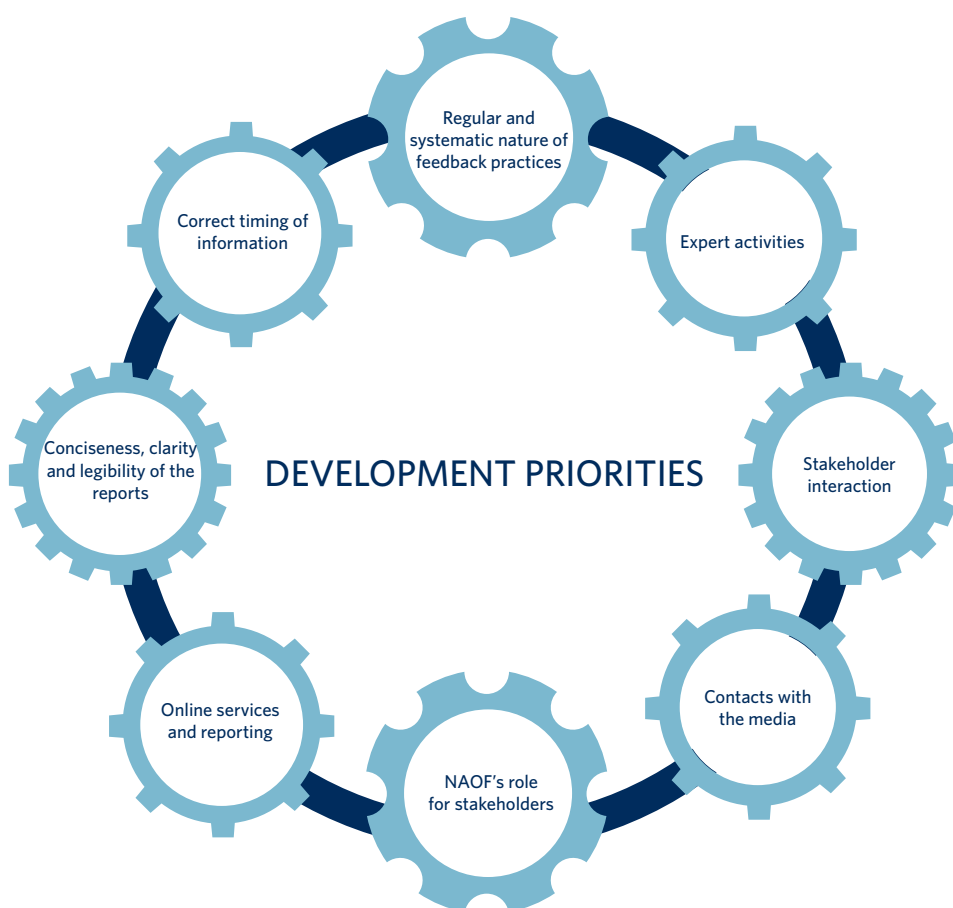 Regular and
systematic nature of
feedback practices
Correct timing of
information
Expert activities
Conciseness, clarity
and legibility of the
reports
DEVELOPMENT PRIORITIES
Stakeholder
interaction
Online services
and reporting
Contacts with
the media
NAOF's role
for stakeholders